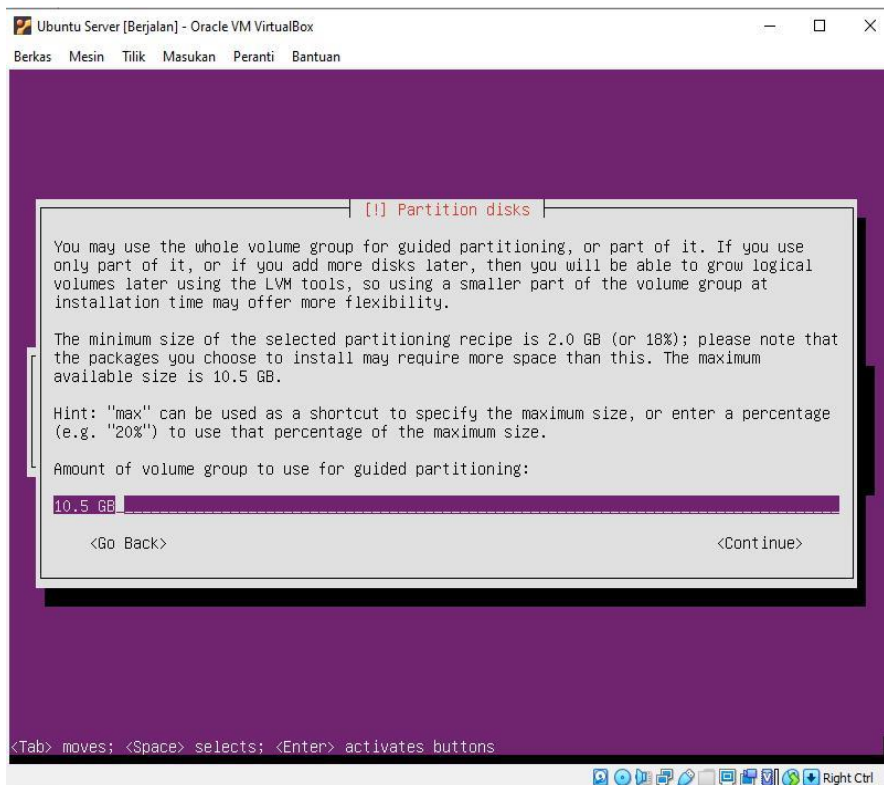 Ubuntu Server [Berjalan] - Oracle VM VirtualBox
Berkas Mesin Tilik Masukan Peranti Bantuan
[!] Partition disks
You may use the whole volume group for guided partitioning, or part of it. If you use
only part of it, or if you add more disks later, then you will be able to grow logical
volumes later using the LVM tools, so using a smaller part of the volume group at
installation time may offer more flexibility.
The minimum size of the selected partitioning recipe is 2.0 GB (or 18%); please note that
the packages you choose to install may require more space than this. The maximum
available size is 10.5 GB.
Hint: "max" can be used as a shortcut to specify the maximum size, or enter a percentage
(e.g. "20%") to use that percentage of the maximum size.
Amount of volume group to use for guided partitioning:
10.5 GB
<Go Back> <Continue>
<Tab> moves; <Space> selects; <Enter> activates buttons
Right Ctrl